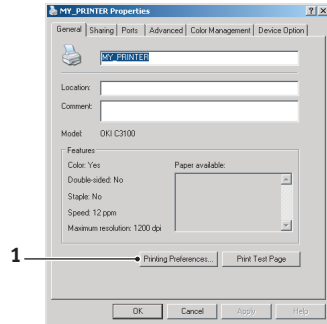 MY_PRINTER Properties
General Sharing Ports Advanced Color Management Device Option
MY_PRINTER
Location:
Comment:
Model: OKI C3100
Features
Color: Yes Paper available:
Double-sided: No
Staple: No
Speed: 12 ppm
Maximum resolution: 1200 dpi
1 Printing Preferences... Print Test Page
OK Cancel Apply Help